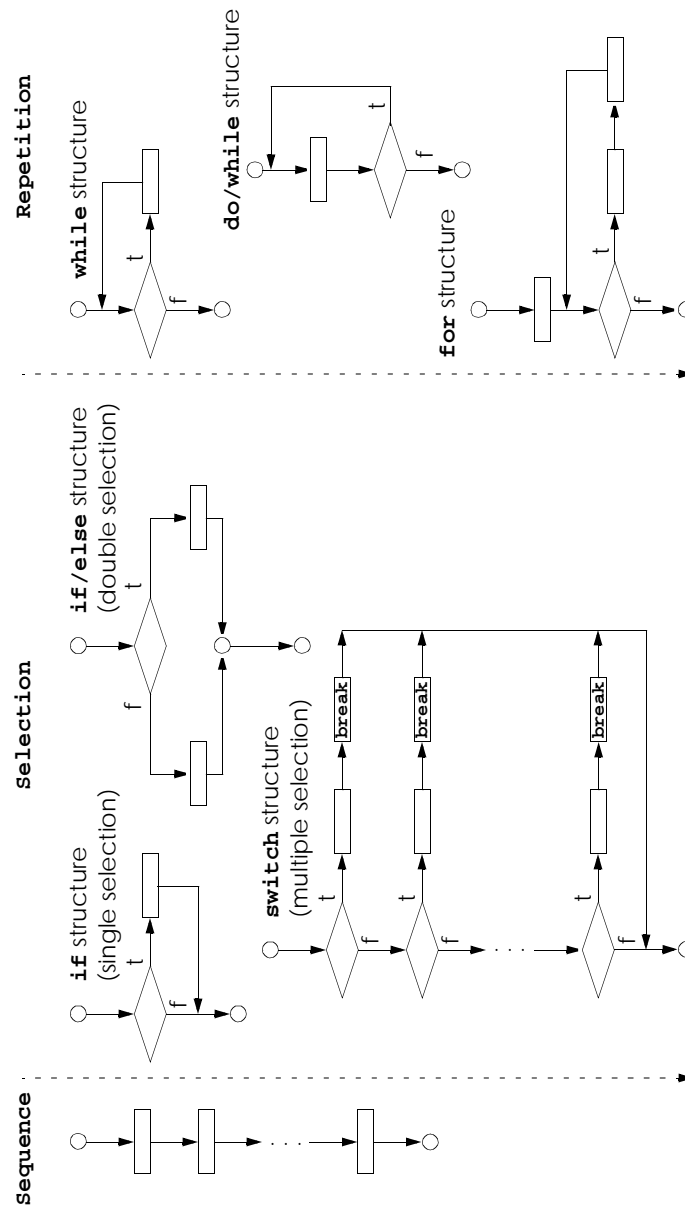 Sequence
. . .
Selection
if structure
(single selection)
t
f
if/else structure
(double selection)
f
t
switch structure
(multiple selection)
t
break
f
t
break
f
. . .
t
break
f
Repetition
while structure
t
f
do/while structure
t
f
for structure
t
f